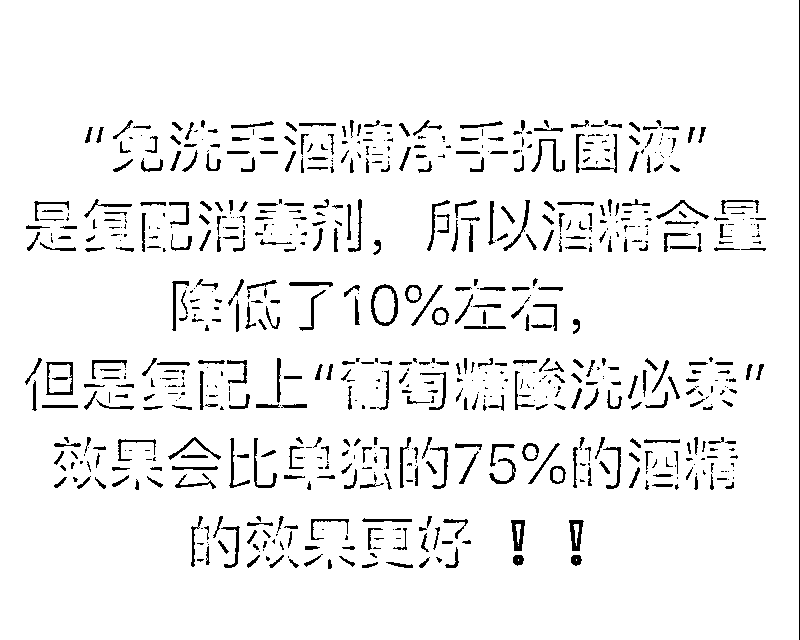 “免洗手酒精净手抗菌液”
是复配消毒剂，所以酒精含量
降低了10%左右，
但是复配上“葡萄糖酸洗必泰”
效果会比单独的75%的酒精
的效果更好！！